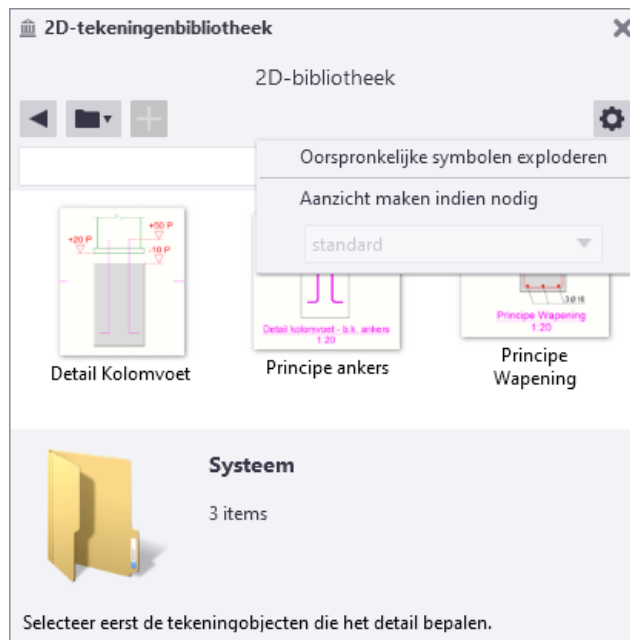 2D-tekeningenbibliotheek
2D-bibliotheek
Oorspronkelijke symbolen exploderen
Aanzicht maken indien nodig
standard
+50 P
+20 P
-10 P
Detail kolomvoet - b.k. ankers
1:20
3Ø16
Principe Wapening
1:20
Detail Kolomvoet
Principe ankers
Principe
Wapening
Systeem
3 items
Selecteer eerst de tekeningobjecten die het detail bepalen.